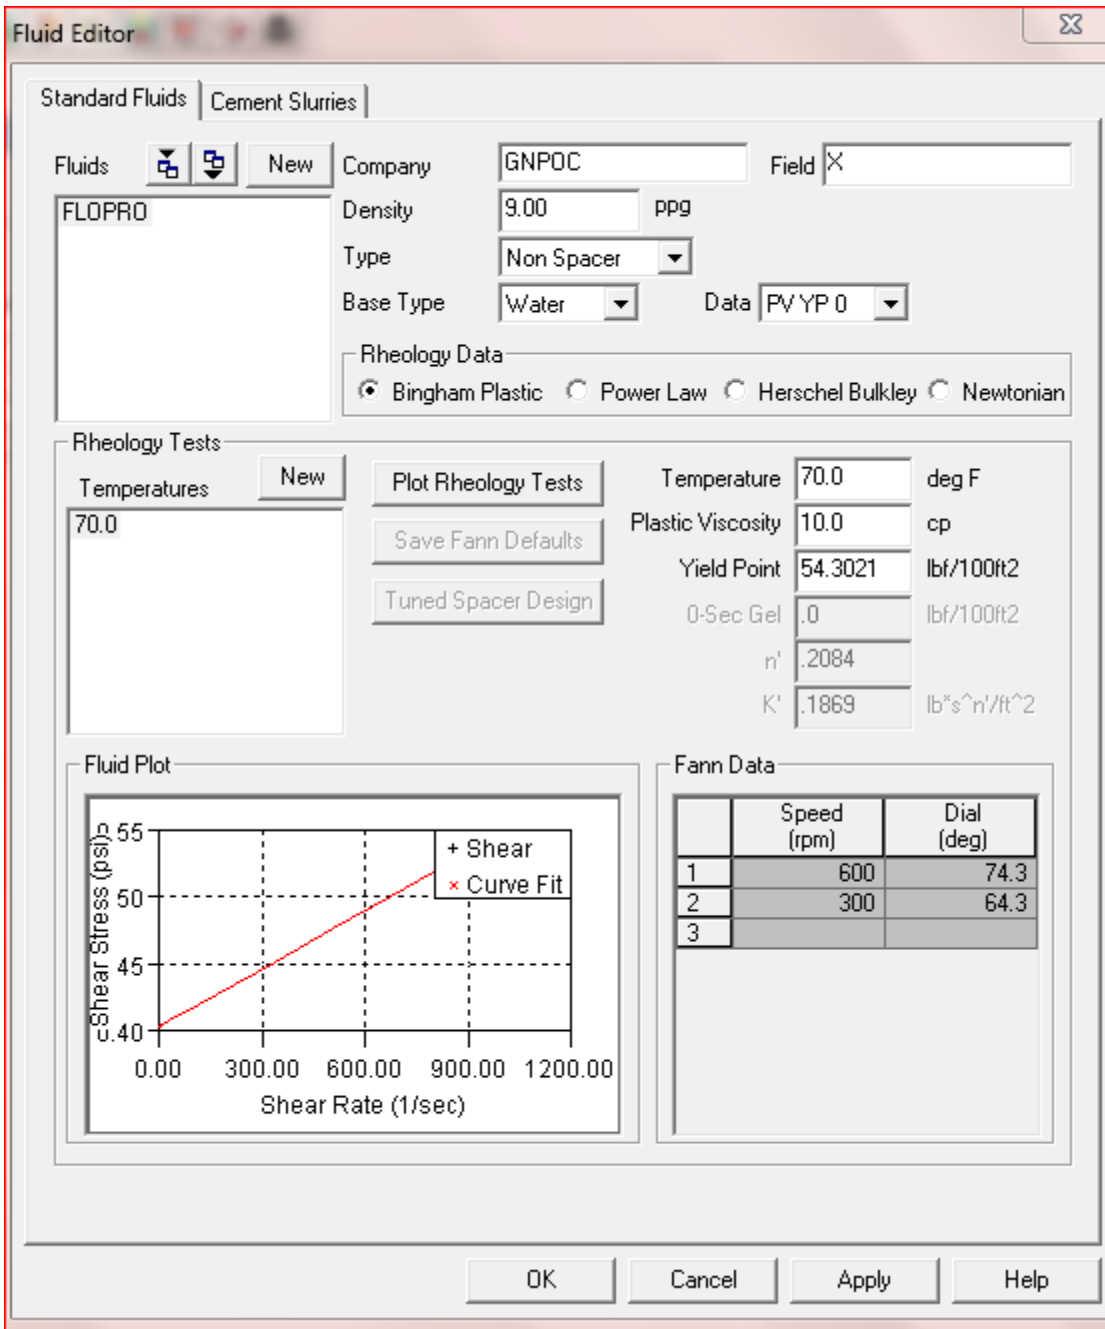 Fluid Editor
Standard Fluids Cement Slurries
Fluids New Company GNPOC Field X
FLOPRO
Density 9.00 ppg
Type Non Spacer
Base Type Water Data PV YP 0
Rheology Data
Bingham Plastic Power Law Herschel Bulkley Newtonian
Rheology Tests
Temperatures New
70.0
Plot Rheology Tests
Save Fann Defaults
Tuned Spacer Design
Temperature 70.0 deg F
Plastic Viscosity 10.0 cp
Yield Point 54.3021 lbf/100ft2
0-Sec Gel .0 lbf/100ft2
n' .2084
K' .1869 lb*s^n'/ft^2
Fluid Plot
Shear Stress (psi)
55
50
45
40
+ Shear
× Curve Fit
0.00 300.00 600.00 900.00 1200.00
Shear Rate (1/sec)
Fann Data
Speed (rpm) Dial (deg)
1 600 74.3
2 300 64.3
3
OK Cancel Apply Help